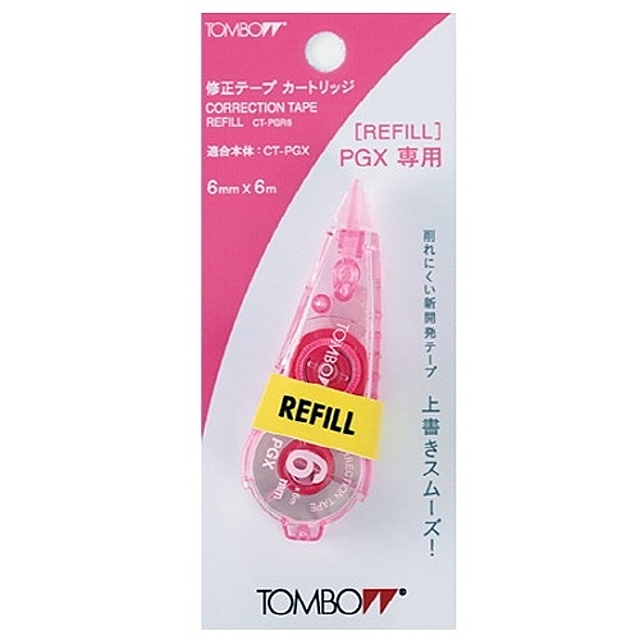 TOMBOW®
修正テープ カートリッジ
CORRECTION TAPE
REFILL CT-PGR6
適合本体：CT-PGX
6mm X 6m
[REFILL]
PGX 専用
削れにくい新開発テープ
上書きスムーズ！
TOMBOW
REFILL
PGX
6
mm
x 6m
CORRECTION TAPE
TOMBOW®